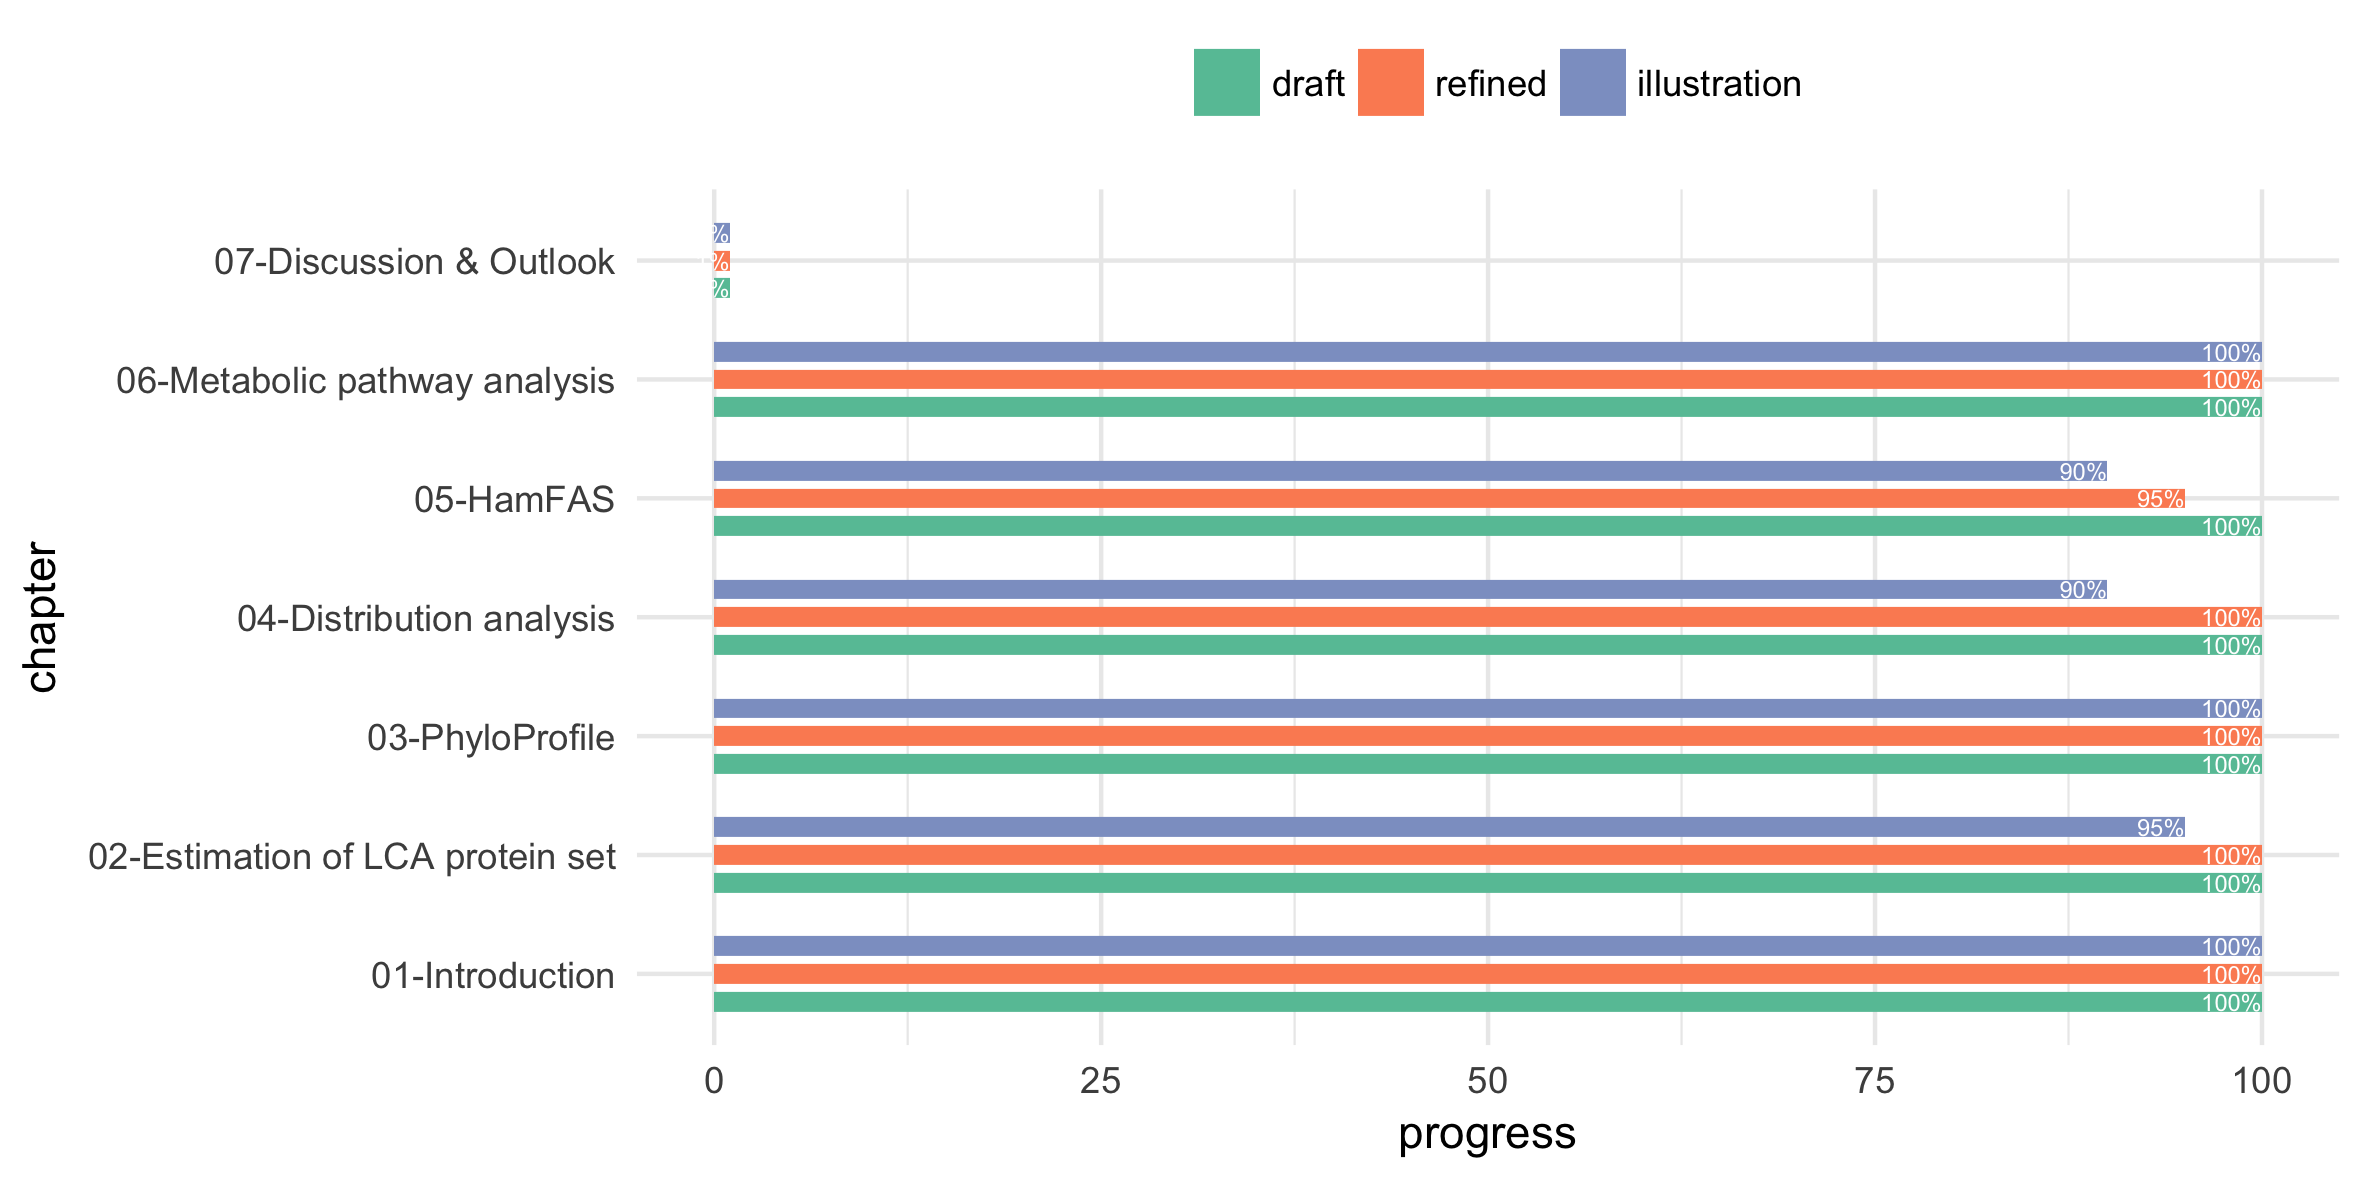 draft refined illustration
07-Discussion & Outlook
%
%
%
06-Metabolic pathway analysis
100%
100%
100%
05-HamFAS
90%
95%
100%
04-Distribution analysis
90%
100%
100%
03-PhyloProfile
100%
100%
100%
02-Estimation of LCA protein set
95%
100%
100%
01-Introduction
100%
100%
100%
chapter
0 25 50 75 100
progress